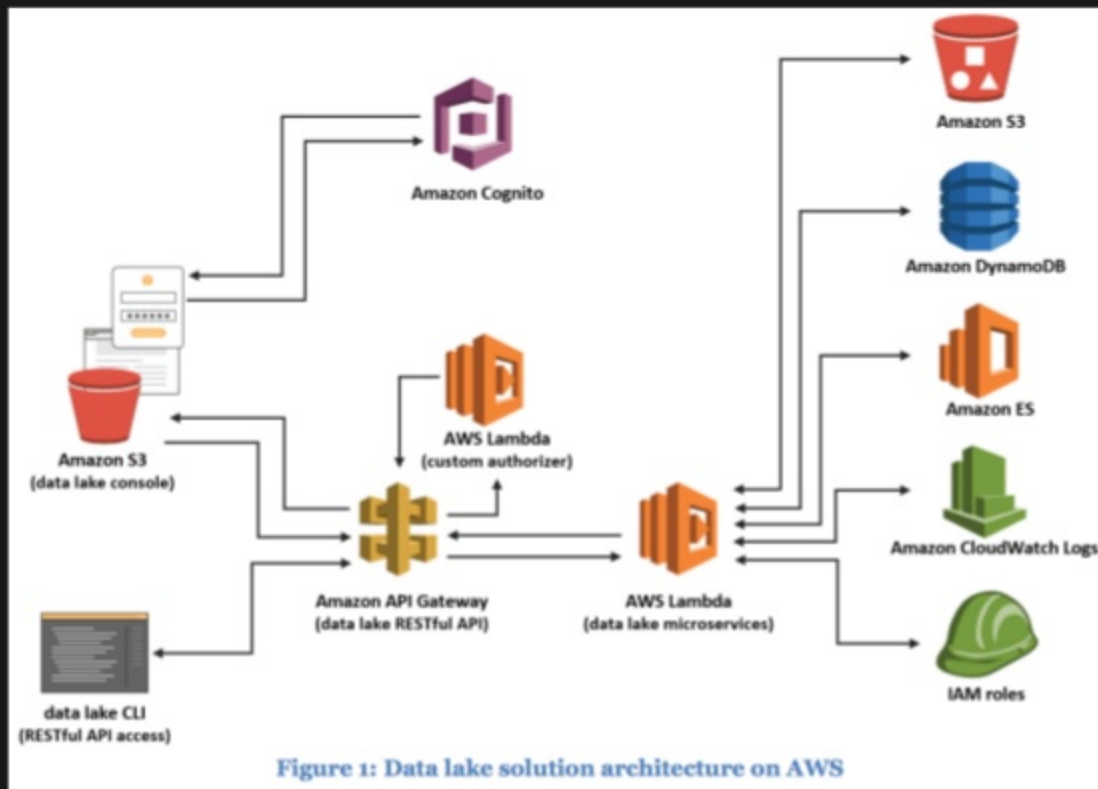 Amazon S3
Amazon Cognito
Amazon DynamoDB
Amazon ES
AWS Lambda
(custom authorizer)
Amazon S3
(data lake console)
Amazon CloudWatch Logs
Amazon API Gateway
(data lake RESTful API)
AWS Lambda
(data lake microservices)
IAM roles
data lake CLI
(RESTful API access)
Figure 1: Data lake solution architecture on AWS